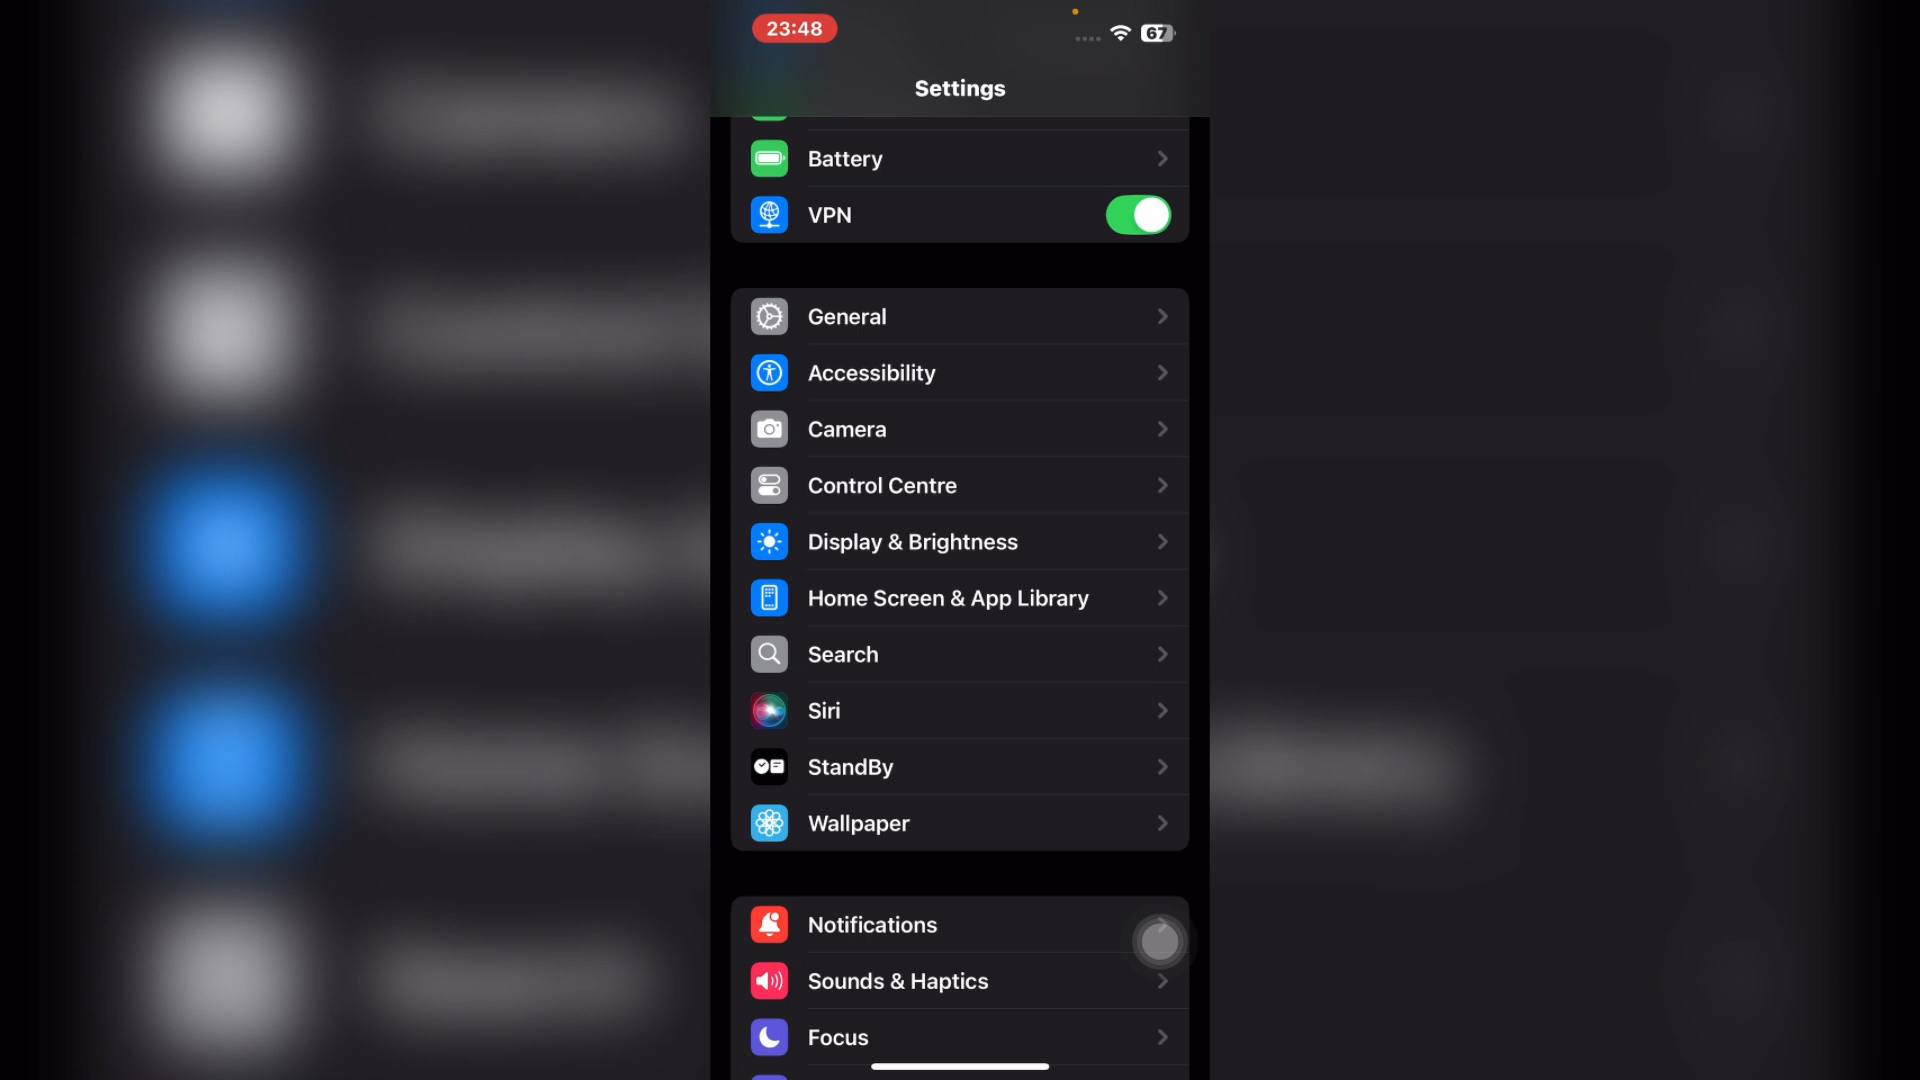 23:48
67
Settings
Battery
VPN
General
Accessibility
Camera
Control Centre
Display & Brightness
Home Screen & App Library
Search
Siri
StandBy
Wallpaper
Notifications
Sounds & Haptics
Focus